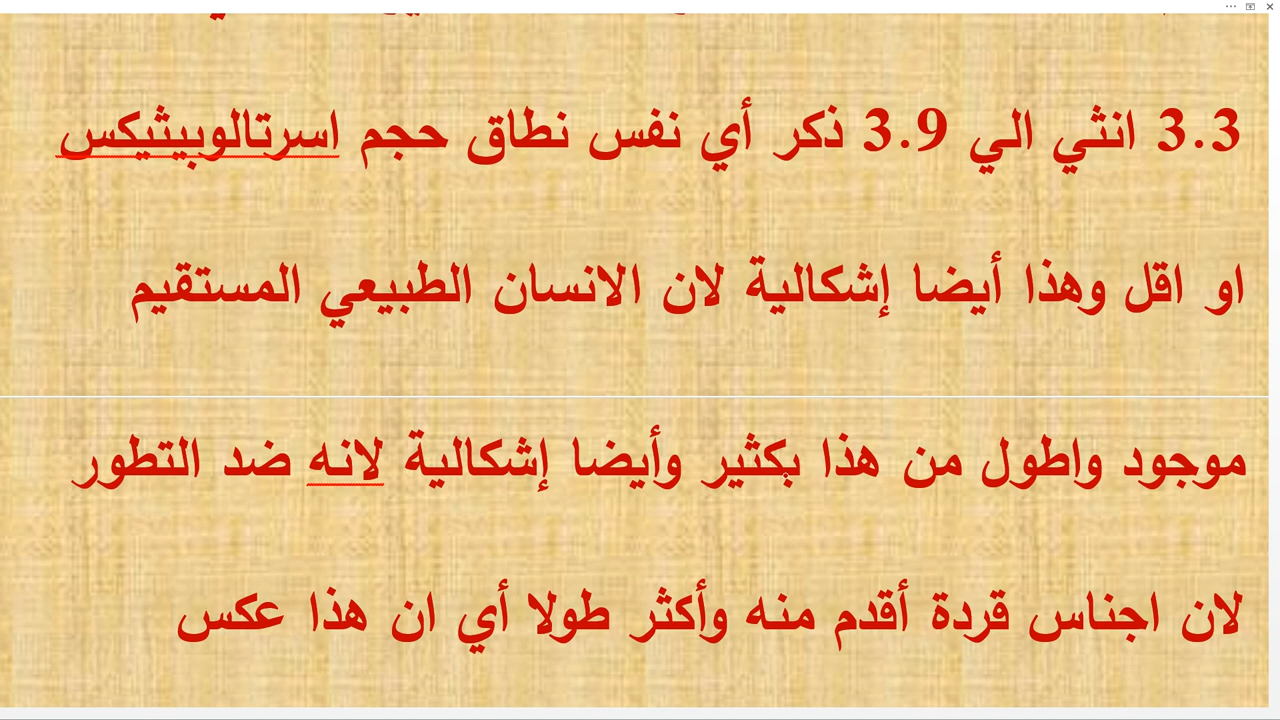 3.3 انثي الي 3.9 ذكر أي نفس نطاق حجم اسرتالوبيثيكس
او اقل وهذا أيضا إشكالية لان الانسان الطبيعي المستقيم
موجود واطول من هذا بكثير وأيضا إشكالية لانه ضد التطور
لان اجناس قردة أقدم منه وأكثر طولا أي ان هذا عكس